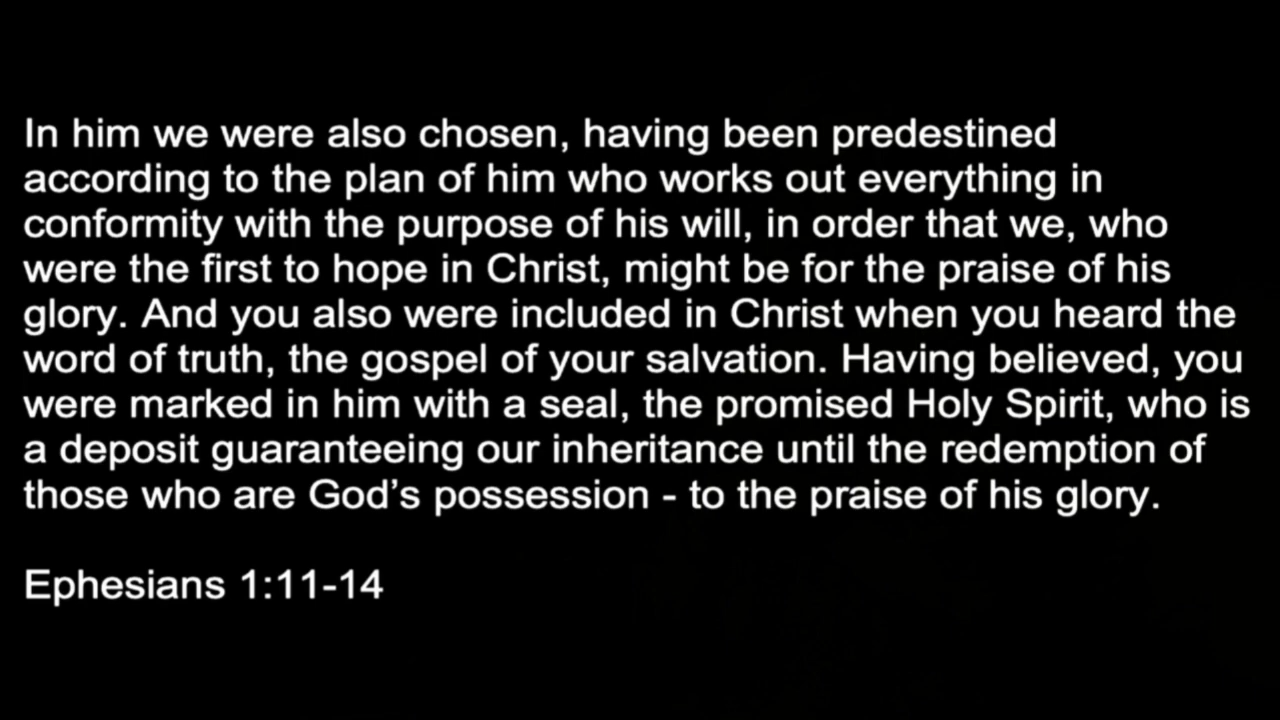 In him we were also chosen, having been predestined
according to the plan of him who works out everything in
conformity with the purpose of his will, in order that we, who
were the first to hope in Christ, might be for the praise of his
glory. And you also were included in Christ when you heard the
word of truth, the gospel of your salvation. Having believed, you
were marked in him with a seal, the promised Holy Spirit, who is
a deposit guaranteeing our inheritance until the redemption of
those who are God’s possession - to the praise of his glory.
Ephesians 1:11-14